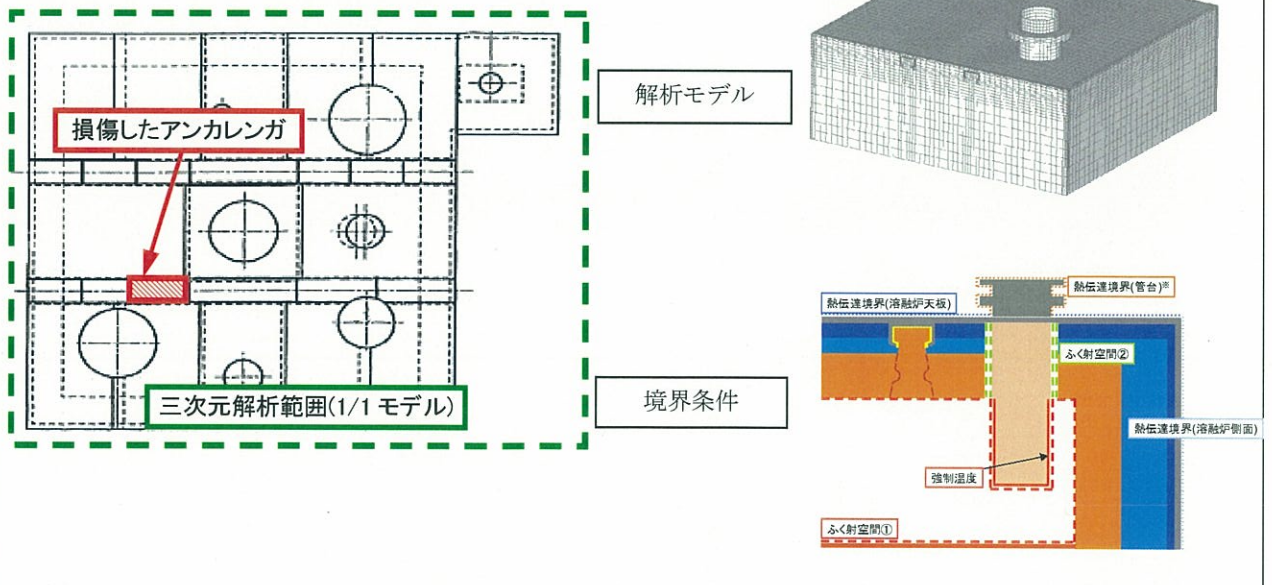 損傷したアンカレンガ
三次元解析範囲(1/1モデル)
解析モデル
境界条件
熱伝達境界(溶融炉天板)
熱伝達境界(管台)※
ふく射空間②
熱伝達境界(溶融炉側面)
強制温度
ふく射空間①